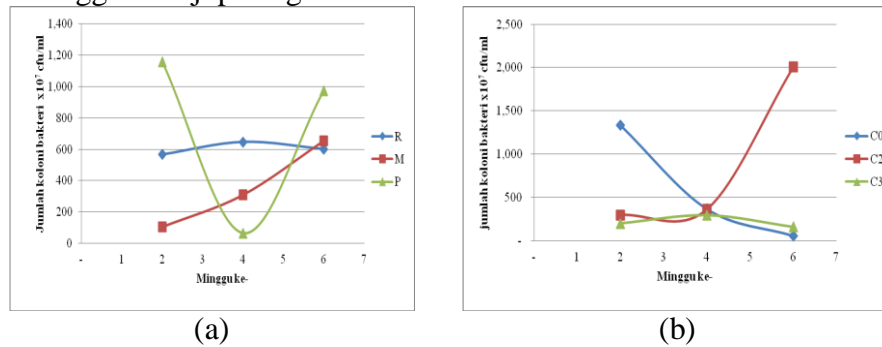 1,400
1,200
1,000
800
600
400
200
0
-
1
2
3
4
5
6
7
Jumlah koloni bakteri x10⁷ cfu/ml
Mingguke-
R
M
P
(a)
2,500
2,000
1,500
1,000
500
-
-
1
2
3
4
5
6
7
jumlah koloni bakteri x10⁷ cfu/ml
Mingguke-
C0
C2
C3
(b)